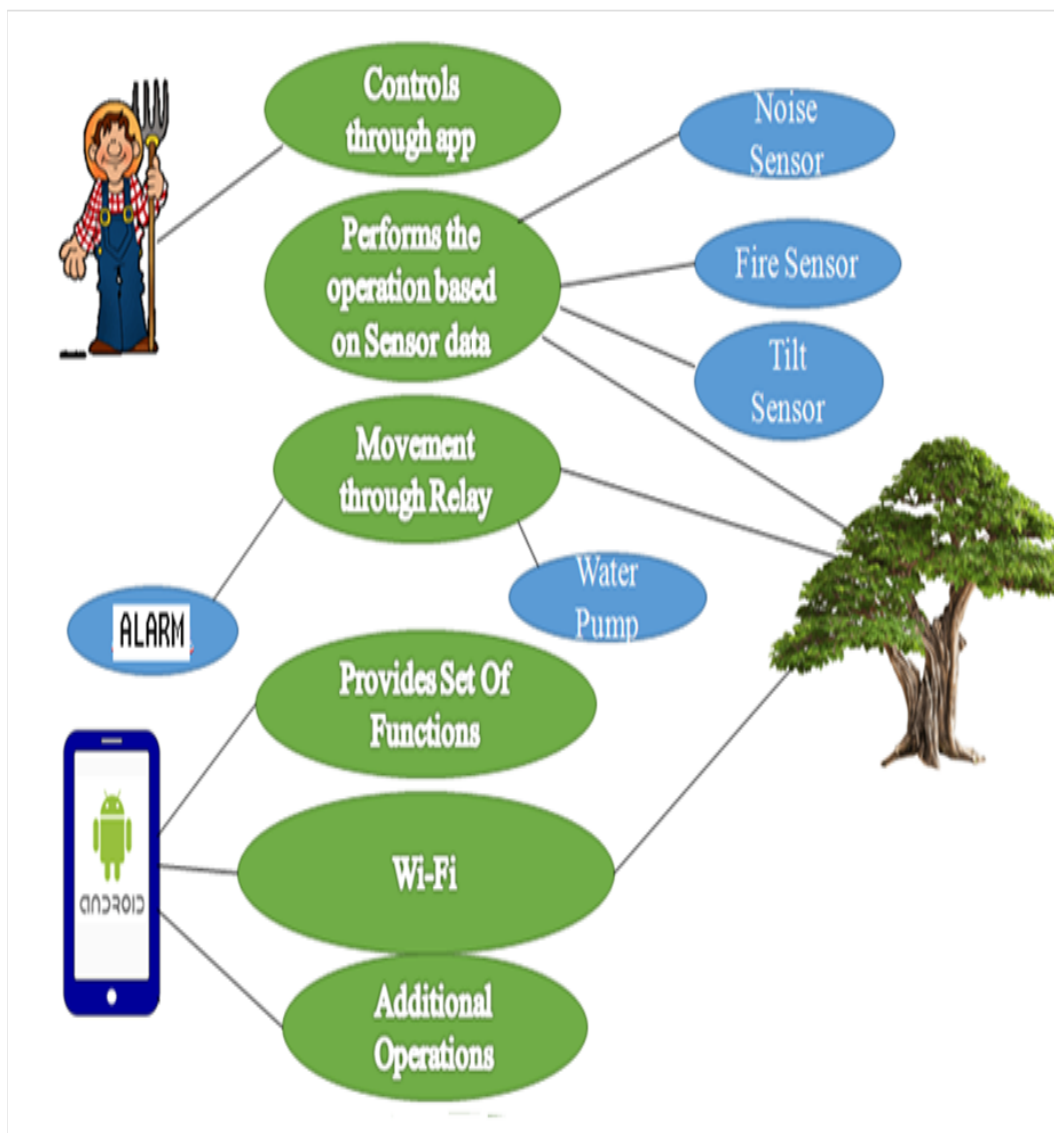 Controls
through app
Noise
Sensor
Performs the
operation based
on Sensor data
Fire Sensor
Tilt
Sensor
Movement
through Relay
Water
Pump
ALARM
Provides Set Of
Functions
Wi-Fi
ANDROID
Additional
Operations